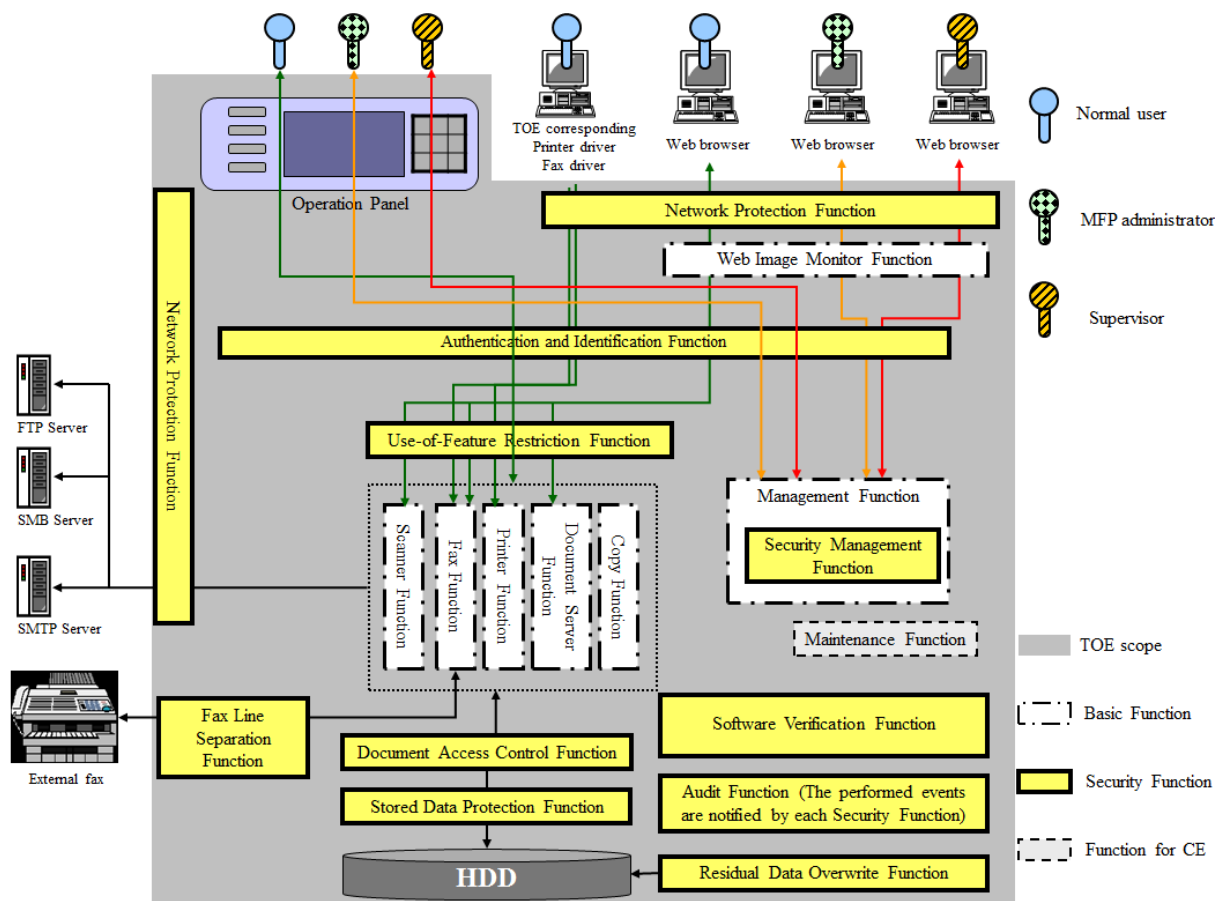 TOE corresponding
Printer driver
Fax driver
Web browser
Web browser
Web browser
Normal user
Operation Panel
Network Protection Function
MFP administrator
Web Image Monitor Function
Network Protection
Function
Supervisor
Authentication and Identification Function
FTP Server
Use-of-Feature Restriction Function
SMB Server
Scanner
Function
Fax Function
Printer Function
Document Server
Function
Copy Function
Management Function
Security Management
Function
SMTP Server
Maintenance Function
TOE scope
Fax Line
Separation
Function
External fax
Document Access Control Function
Software Verification Function
Basic Function
Stored Data Protection Function
Audit Function (The performed events
are notified by each Security Function)
Security Function
HDD
Residual Data Overwrite Function
Function for CE